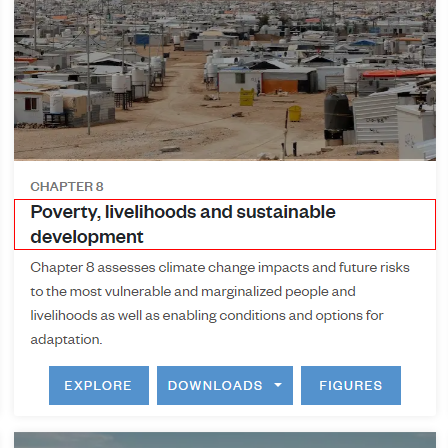 CHAPTER 8
Poverty, livelihoods and sustainable
development
Chapter 8 assesses climate change impacts and future risks
to the most vulnerable and marginalized people and
livelihoods as well as enabling conditions and options for
adaptation.
EXPLORE DOWNLOADS FIGURES